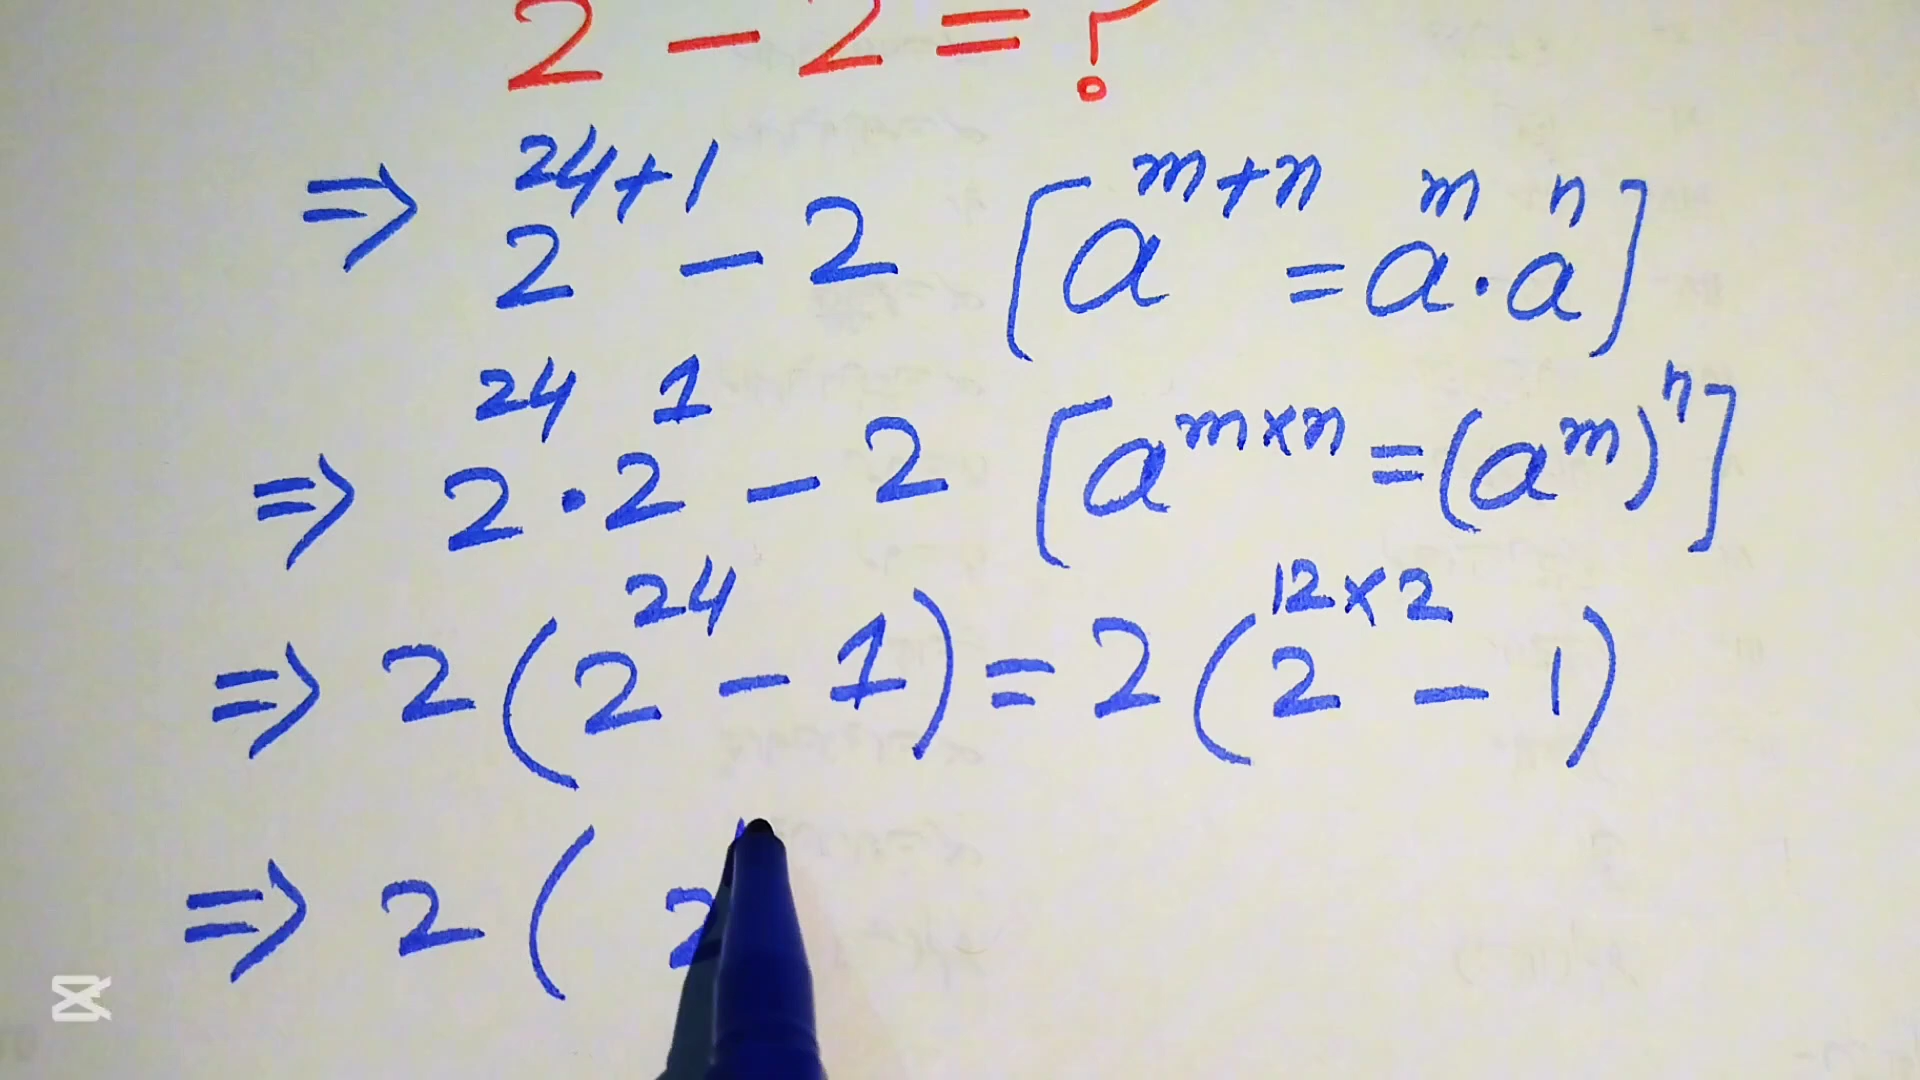 2 - 2 = ?
⇒ 2^{24+1} - 2 [a^{m+n} = a^m · a^n]
⇒ 2^{24} · 2^1 - 2 [a^{m×n} = (a^m)^n]
⇒ 2(2^{24} - 1) = 2(2^{12×2} - 1)
⇒ 2( 2